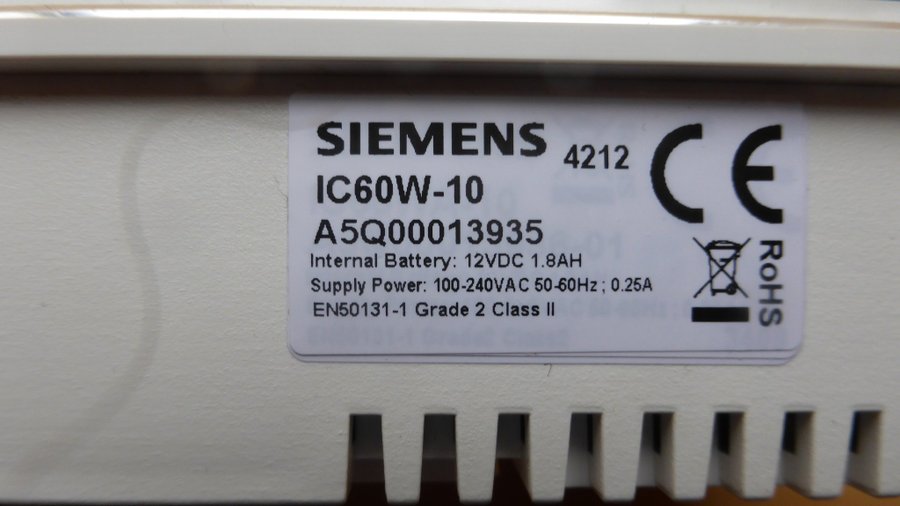 SIEMENS 4212
IC60W-10
A5Q00013935
Internal Battery: 12VDC 1.8AH
Supply Power: 100-240VAC 50-60Hz ; 0.25A
EN50131-1 Grade 2 Class II
CE
RoHS